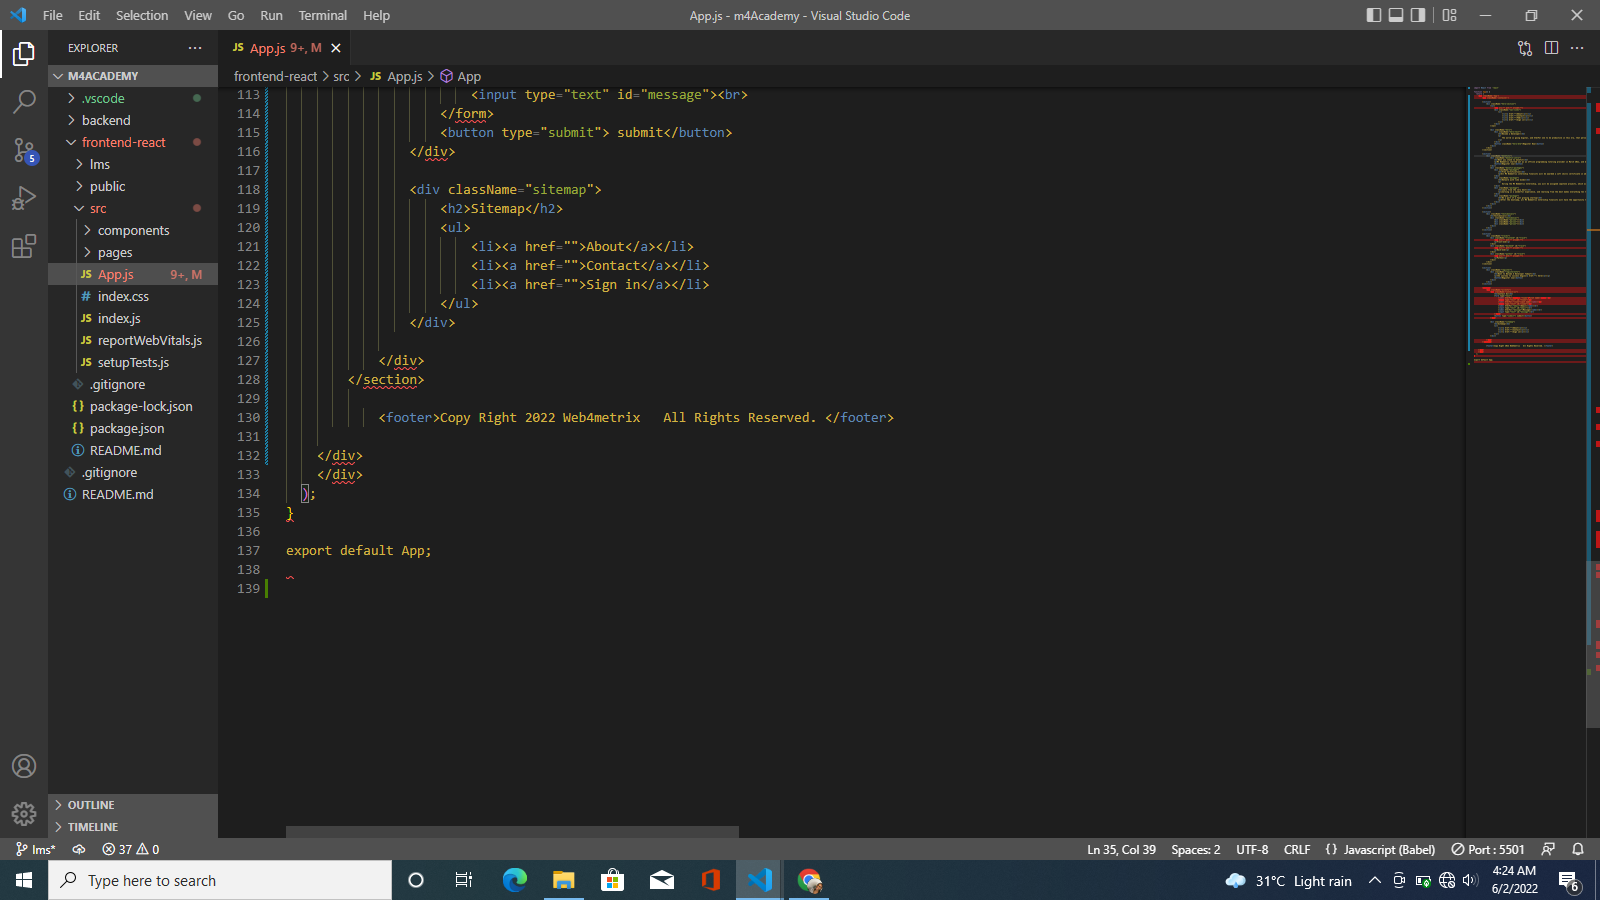 File Edit Selection View Go Run Terminal Help
App.js - m4Academy - Visual Studio Code
EXPLORER
M4ACADEMY
.vscode
backend
frontend-react
lms
public
src
components
pages
JS App.js 9+, M
# index.css
JS index.js
JS reportWebVitals.js
JS setupTests.js
.gitignore
{} package-lock.json
{} package.json
README.md
.gitignore
README.md
OUTLINE
TIMELINE
5
JS App.js 9+, M
frontend-react > src > JS App.js > App
113 <input type="text" id="message"><br>
114 </form>
115 <button type="submit"> submit</button>
116 </div>
117
118 <div className="sitemap">
119 <h2>Sitemap</h2>
120 <ul>
121 <li><a href="">About</a></li>
122 <li><a href="">Contact</a></li>
123 <li><a href="">Sign in</a></li>
124 </ul>
125 </div>
126
127 </div>
128 </section>
129
130 <footer>Copy Right 2022 Web4metrix   All Rights Reserved. </footer>
131
132 </div>
133 </div>
134 );
135 }
136
137 export default App;
138
139
lms* 37 0
Ln 35, Col 39 Spaces: 2 UTF-8 CRLF {} Javascript (Babel) Port : 5501
Type here to search
31°C Light rain
4:24 AM
6/2/2022
6